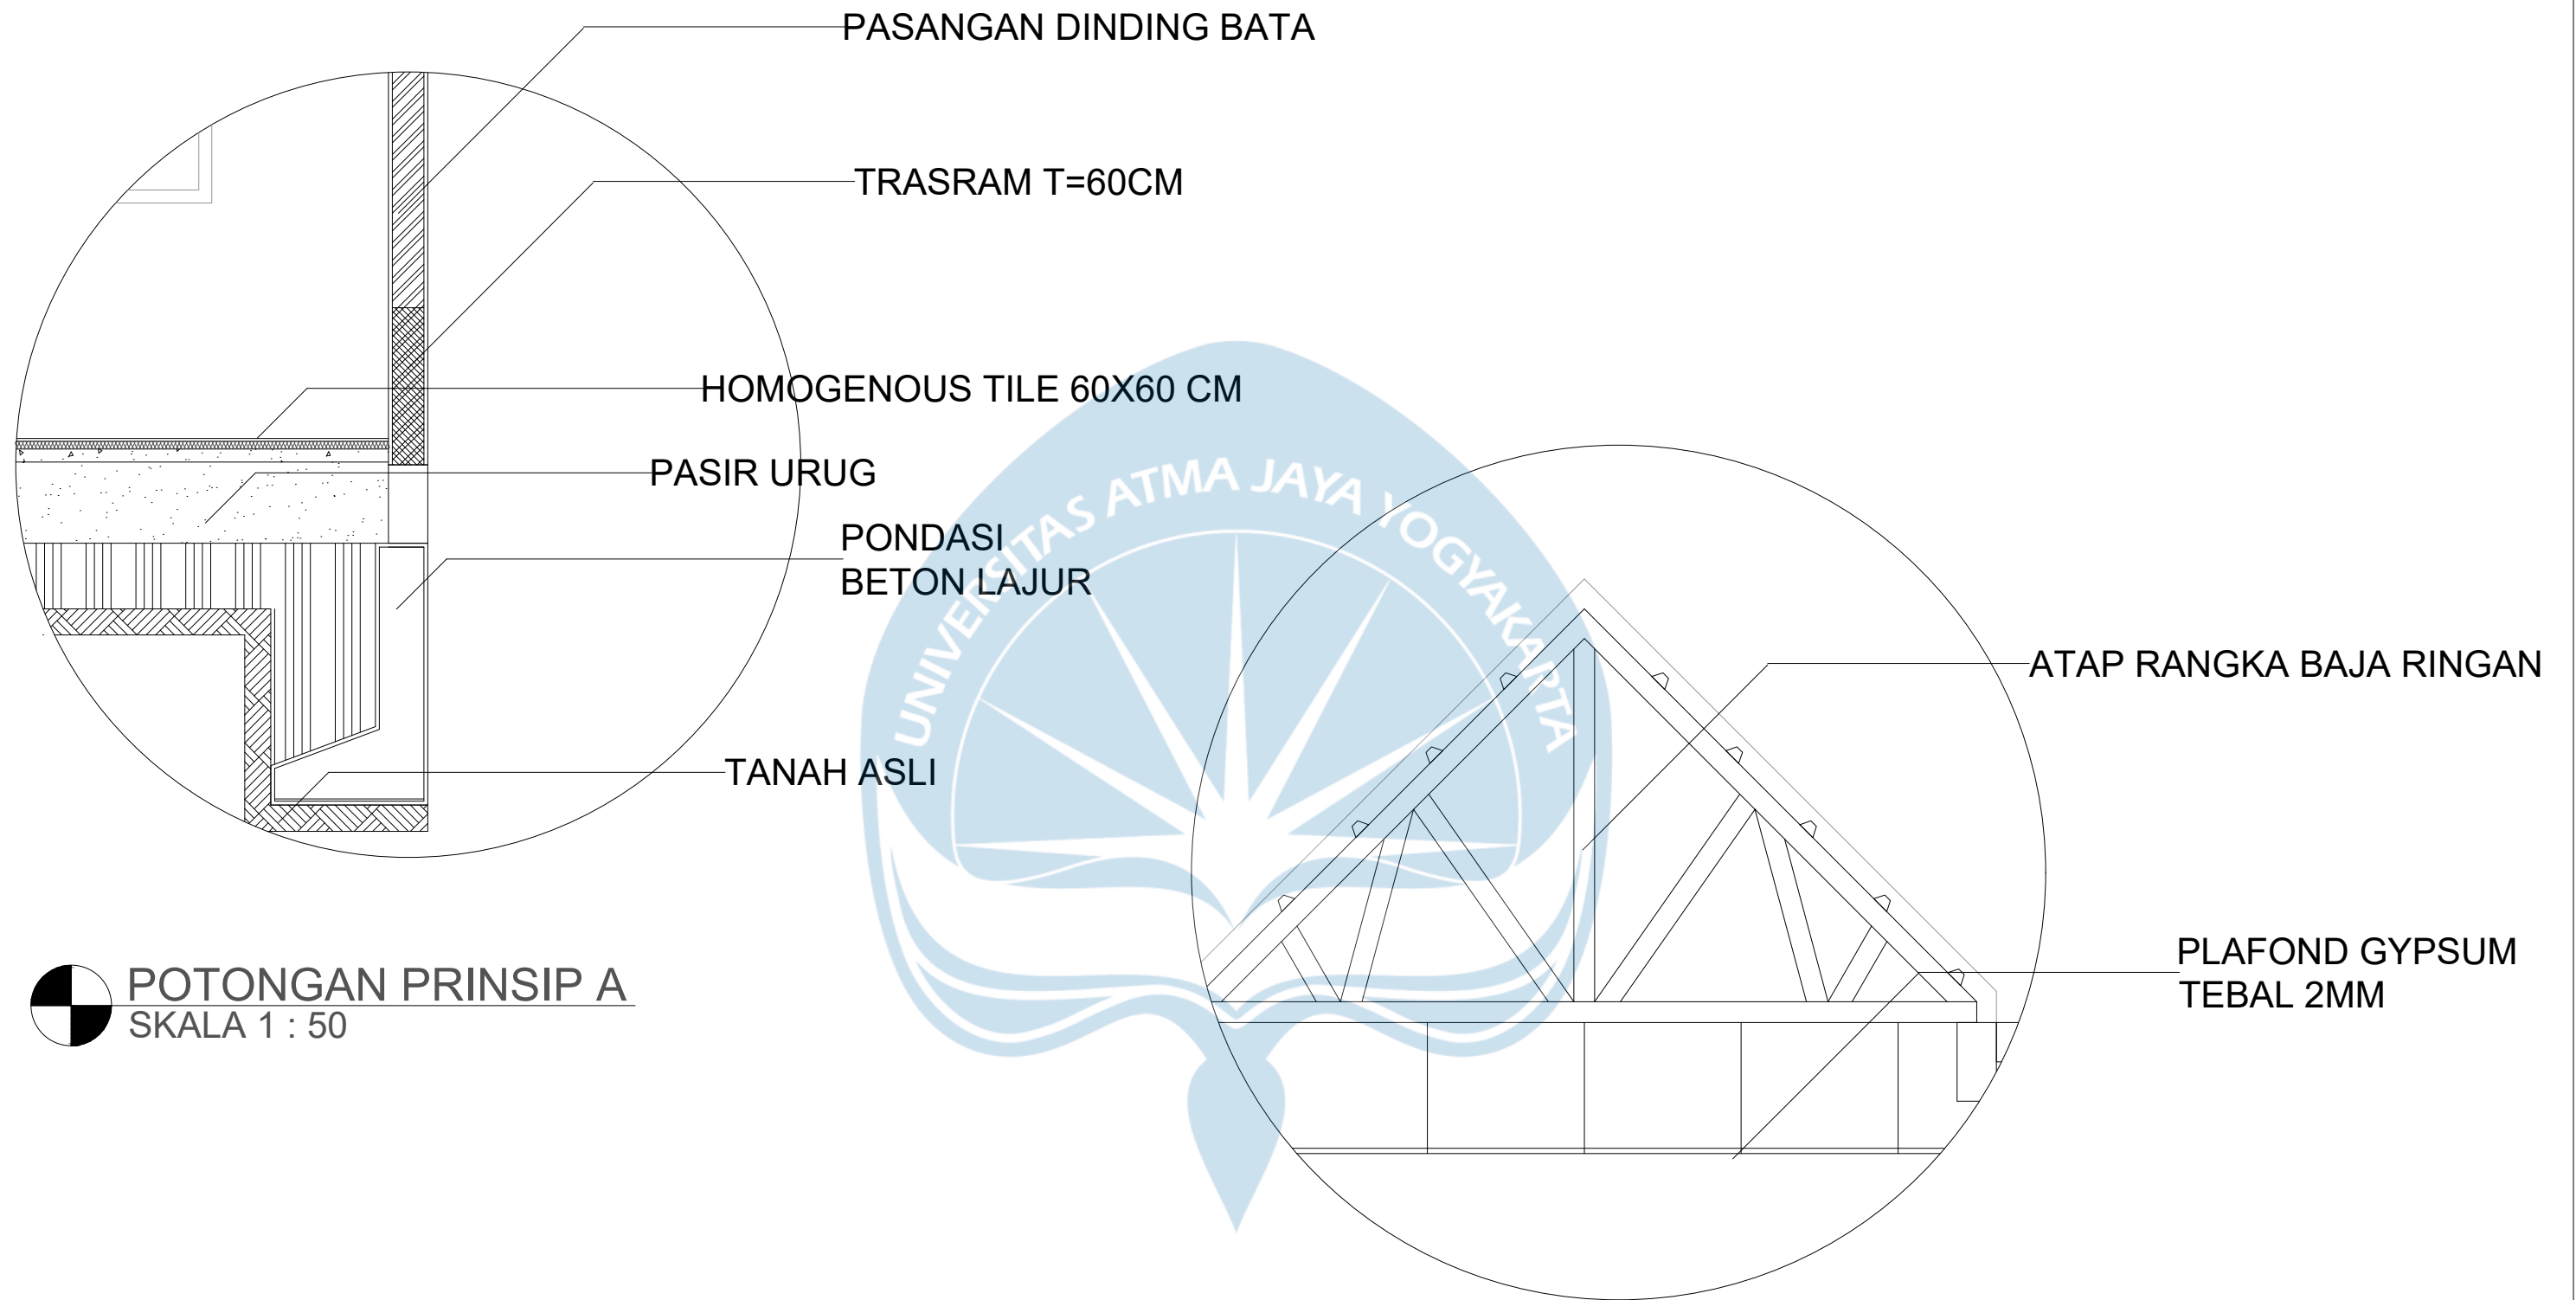 PASANGAN DINDING BATA
TRASRAM T=60CM
HOMOGENOUS TILE 60X60 CM
PASIR URUG
PONDASI
BETON LAJUR
TANAH ASLI
UNIVERSITAS ATMA JAYA YOGYAKARTA
ATAP RANGKA BAJA RINGAN
PLAFOND GYPSUM
TEBAL 2MM
POTONGAN PRINSIP A
SKALA 1 : 50